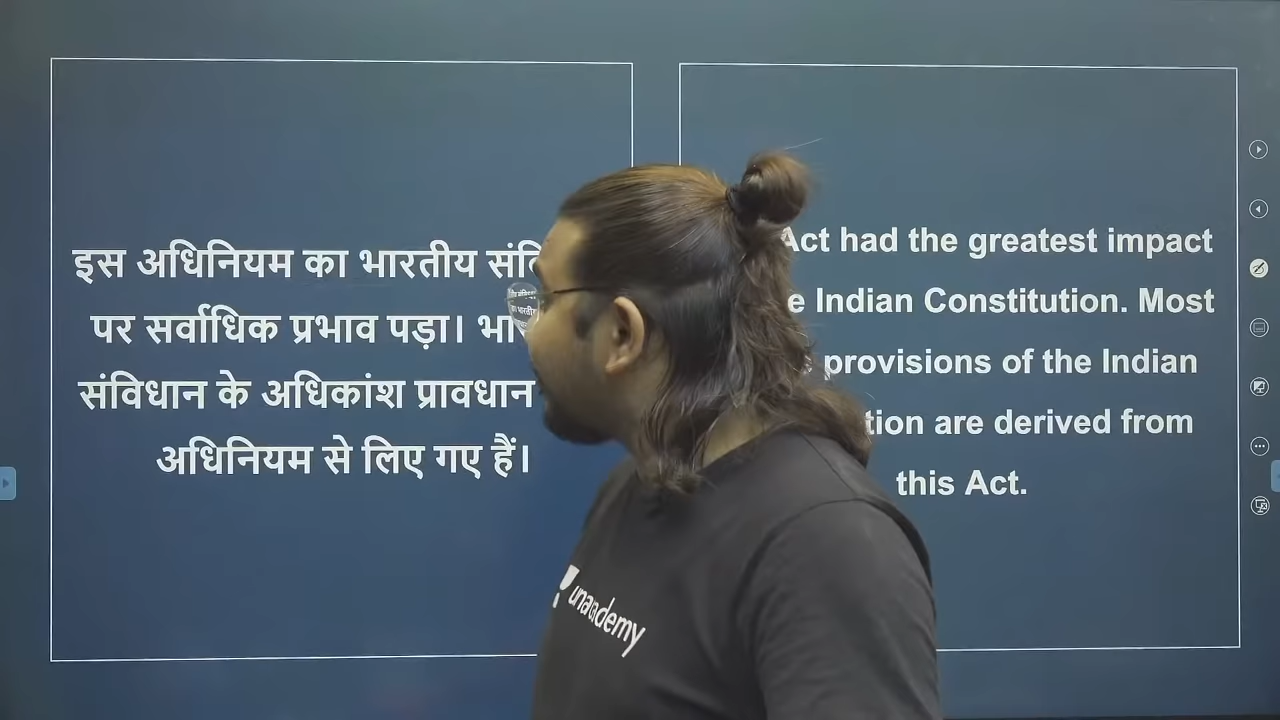 इस अधिनियम का भारतीय
पर सर्वाधिक प्रभाव पड़ा।
संविधान के अधिकांश प्रावधान
अधिनियम से लिए गए हैं।
Act had the greatest impact
Indian Constitution. Most
provisions of the Indian
are derived from
this Act.
unacademy